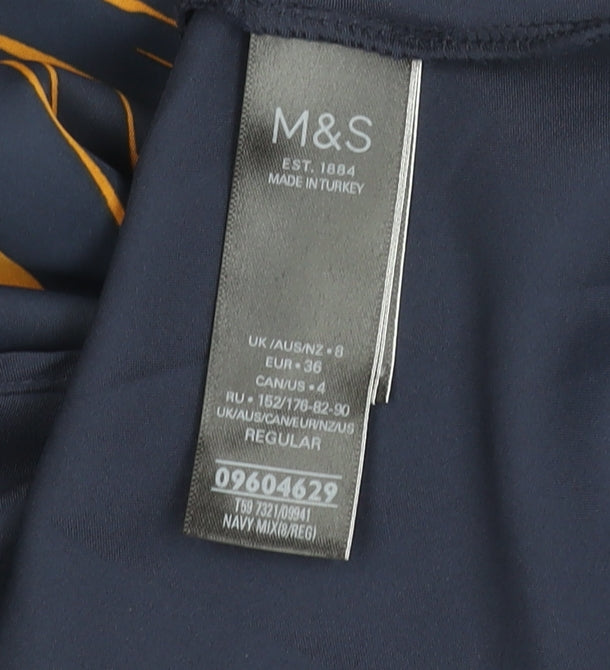 M&S
EST. 1884
MADE IN TURKEY
UK/AUS/NZ • 8
EUR • 36
CAN/US • 4
RU • 152/176-82-90
UK/AUS/CAN/EUR/NZ/US
REGULAR
09604629
T59 7321/09941
NAVY MIX(8/REG)